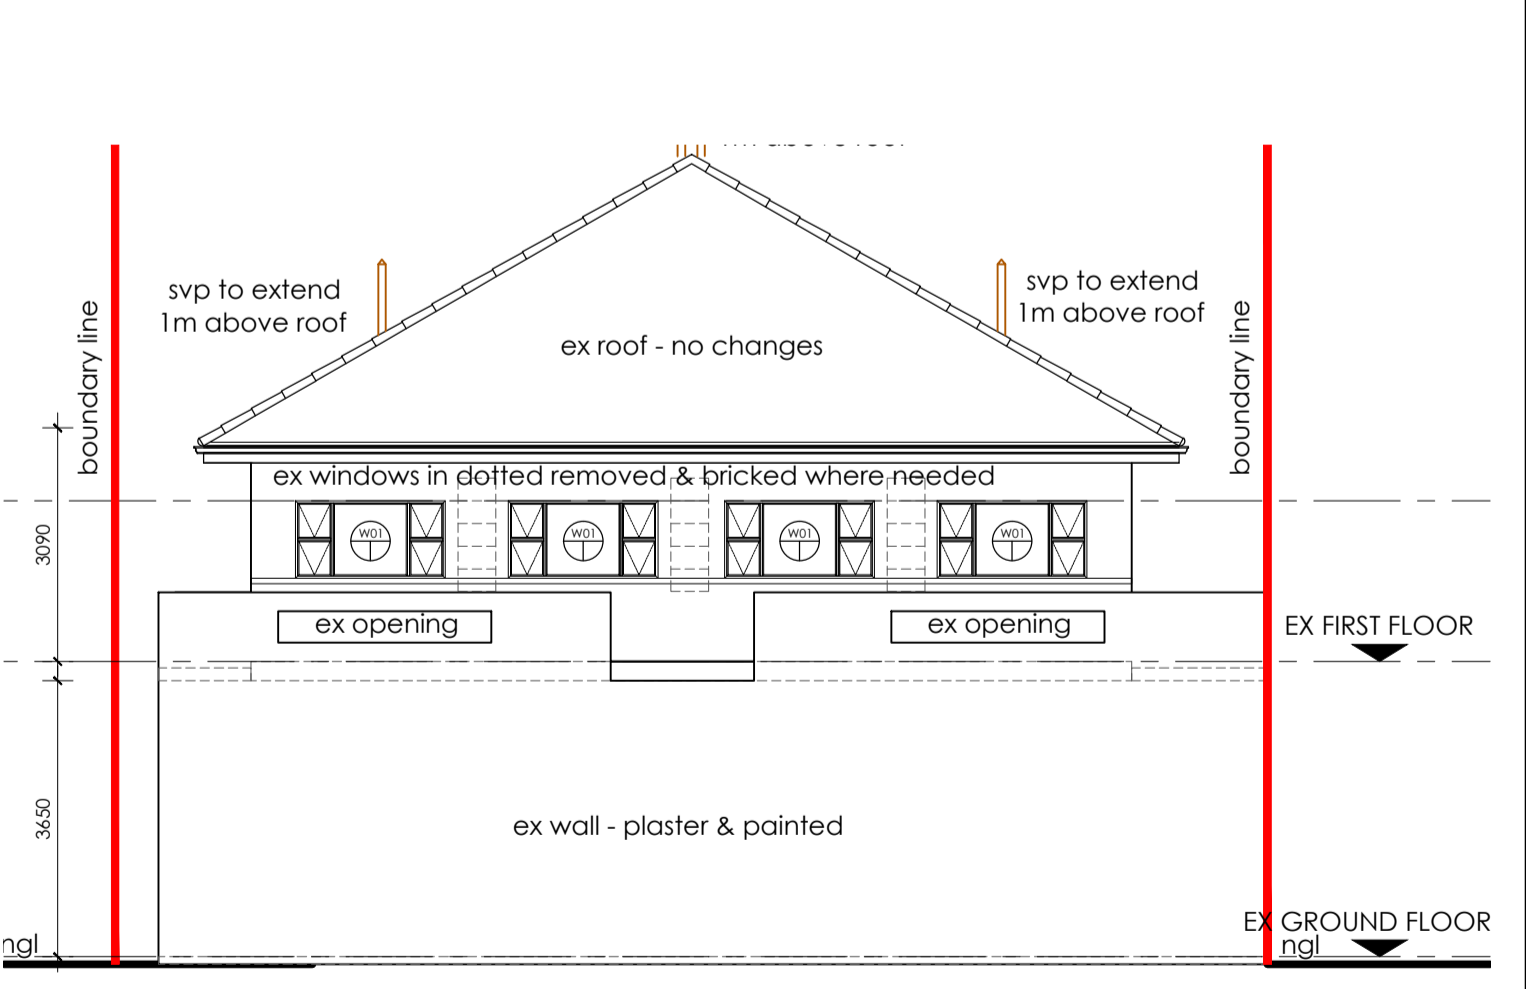 svp to extend
1m above roof
svp to extend
1m above roof
boundary line
boundary line
ex roof - no changes
ex windows in dotted removed & bricked where needed
3090
W01
W01
W01
W01
ex opening
ex opening
EX FIRST FLOOR
3650
ex wall - plaster & painted
EX GROUND FLOOR
ngl
ngl